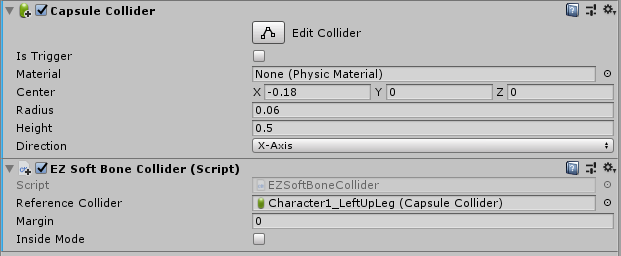 Capsule Collider
Edit Collider
Is Trigger
Material None (Physic Material)
Center X -0.18 Y 0 Z 0
Radius 0.06
Height 0.5
Direction X-Axis
EZ Soft Bone Collider (Script)
Script EZSoftBoneCollider
Reference Collider Character1_LeftUpLeg (Capsule Collider)
Margin 0
Inside Mode